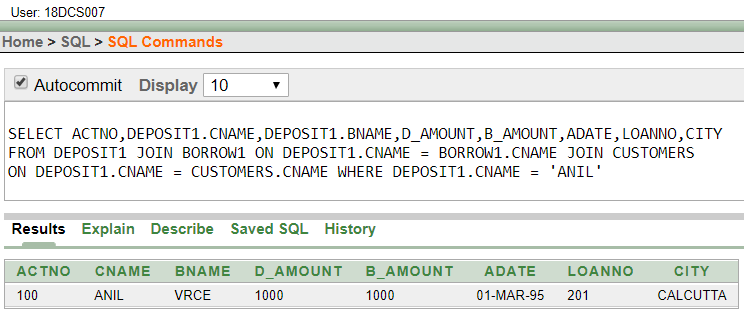 User: 18DCS007
Home > SQL > SQL Commands
Autocommit Display 10
SELECT ACTNO,DEPOSIT1.CNAME,DEPOSIT1.BNAME,D_AMOUNT,B_AMOUNT,ADATE,LOANNO,CITY
FROM DEPOSIT1 JOIN BORROW1 ON DEPOSIT1.CNAME = BORROW1.CNAME JOIN CUSTOMERS
ON DEPOSIT1.CNAME = CUSTOMERS.CNAME WHERE DEPOSIT1.CNAME = 'ANIL'
Results Explain Describe Saved SQL History
ACTNO CNAME BNAME D_AMOUNT B_AMOUNT ADATE LOANNO CITY
100 ANIL VRCE 1000 1000 01-MAR-95 201 CALCUTTA